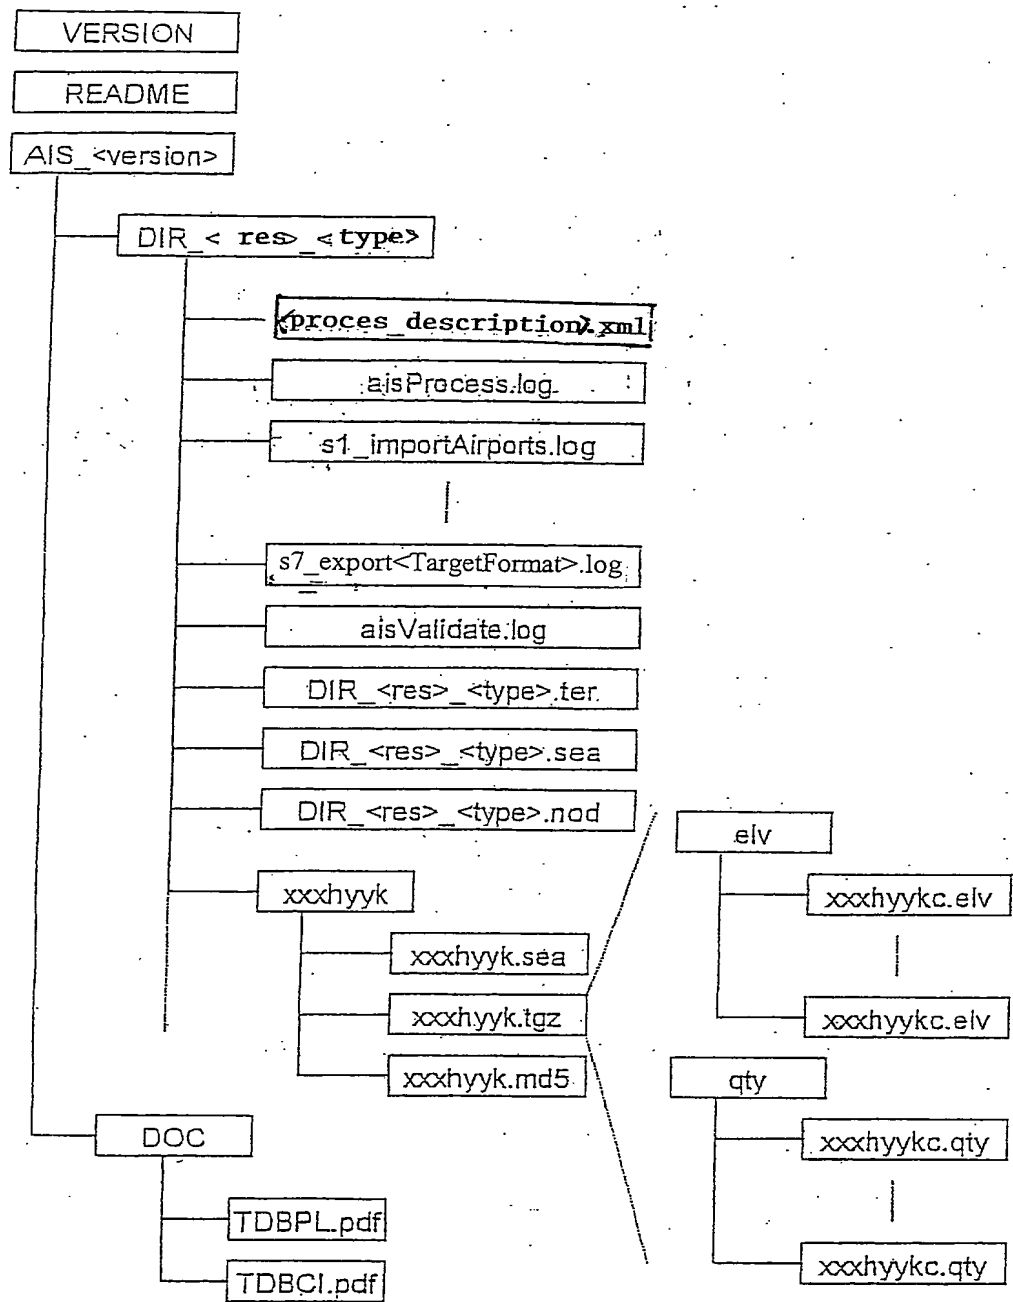 VERSION
README
AIS_<version>
DIR_< res>_<type>
<proces_description>.xml
aisProcess.log
s1_importAirports.log
s7_export<TargetFormat>.log
aisValidate.log
DIR_<res>_<type>.ter
DIR_<res>_<type>.sea
DIR_<res>_<type>.nod
xxxhyyk
xxxhyyk.sea
xxxhyyk.tgz
xxxhyyk.md5
elv
xxxhyykc.elv
xxxhyykc.elv
qty
xxxhyykc.qty
xxxhyykc.qty
DOC
TDBPL.pdf
TDBCI.pdf